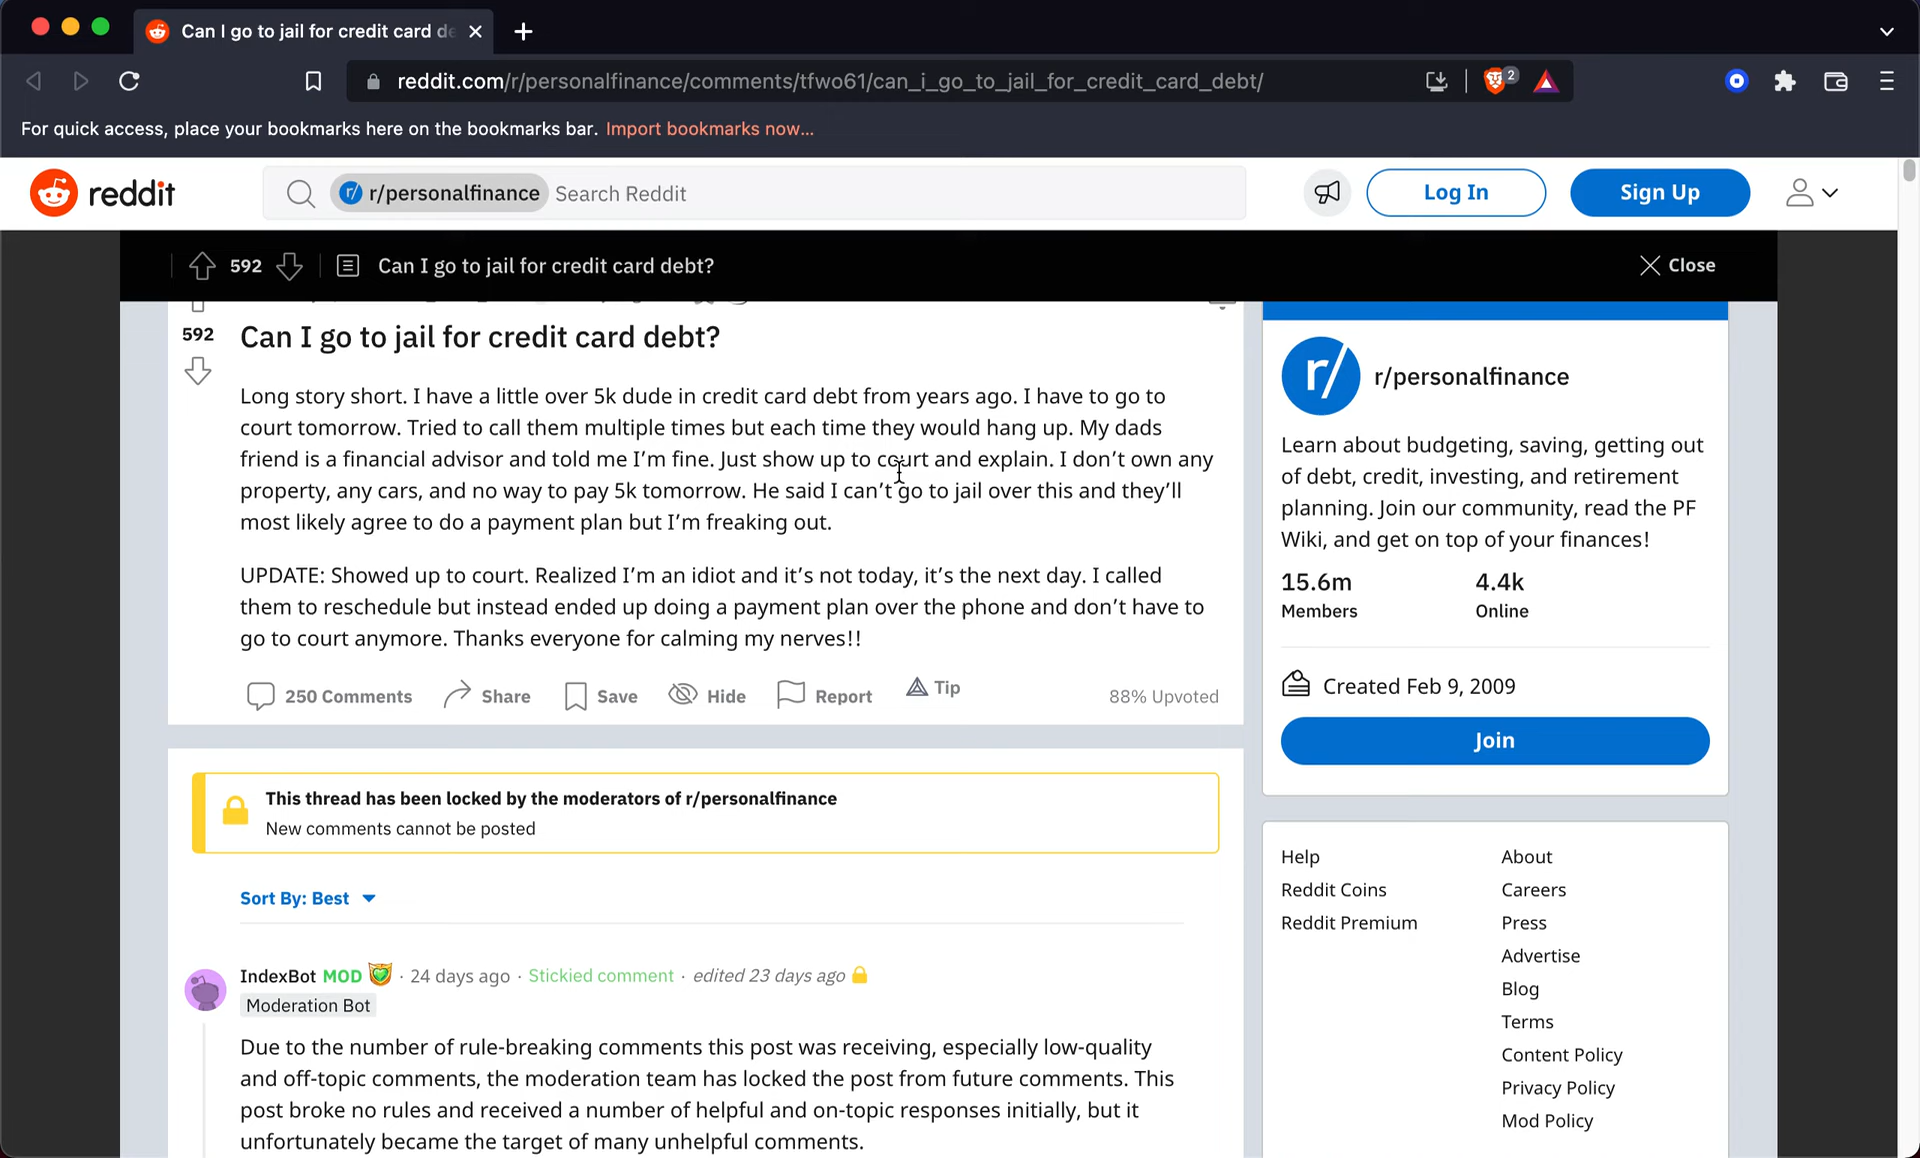 Can I go to jail for credit card de
reddit.com/r/personalfinance/comments/tfwo61/can_i_go_to_jail_for_credit_card_debt/
2
For quick access, place your bookmarks here on the bookmarks bar. Import bookmarks now...
reddit
r/ r/personalfinance Search Reddit
Log In
Sign Up
592 Can I go to jail for credit card debt?
Close
592
Can I go to jail for credit card debt?
Long story short. I have a little over 5k dude in credit card debt from years ago. I have to go to
court tomorrow. Tried to call them multiple times but each time they would hang up. My dads
friend is a financial advisor and told me I'm fine. Just show up to court and explain. I don't own any
property, any cars, and no way to pay 5k tomorrow. He said I can't go to jail over this and they'll
most likely agree to do a payment plan but I'm freaking out.
UPDATE: Showed up to court. Realized I'm an idiot and it's not today, it's the next day. I called
them to reschedule but instead ended up doing a payment plan over the phone and don't have to
go to court anymore. Thanks everyone for calming my nerves!!
250 Comments Share Save Hide Report Tip 88% Upvoted
This thread has been locked by the moderators of r/personalfinance
New comments cannot be posted
Sort By: Best
IndexBot MOD · 24 days ago · Stickied comment · edited 23 days ago
Moderation Bot
Due to the number of rule-breaking comments this post was receiving, especially low-quality
and off-topic comments, the moderation team has locked the post from future comments. This
post broke no rules and received a number of helpful and on-topic responses initially, but it
unfortunately became the target of many unhelpful comments.
r/ r/personalfinance
Learn about budgeting, saving, getting out
of debt, credit, investing, and retirement
planning. Join our community, read the PF
Wiki, and get on top of your finances!
15.6m 4.4k
Members Online
Created Feb 9, 2009
Join
Help About
Reddit Coins Careers
Reddit Premium Press
Advertise
Blog
Terms
Content Policy
Privacy Policy
Mod Policy